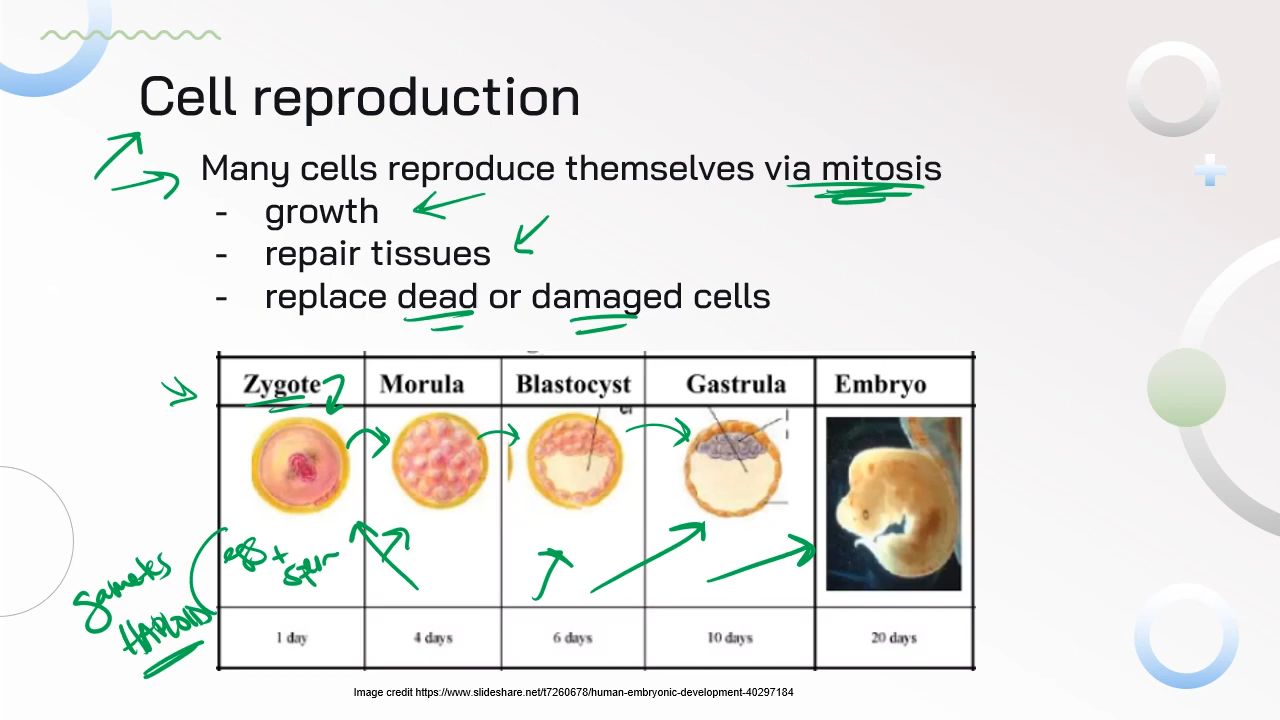 Cell reproduction
Many cells reproduce themselves via mitosis
- growth
- repair tissues
- replace dead or damaged cells
Zygote Morula Blastocyst Gastrula Embryo
egg + sperm
gametes
HAPLOID
1 day 4 days 6 days 10 days 20 days
Image credit https://www.slideshare.net/t7260678/human-embryonic-development-40297184